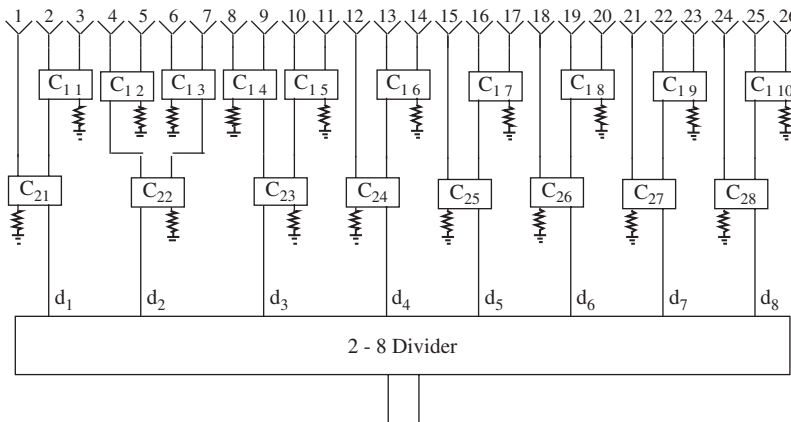 1 2 3 4 5 6 7 8 9 10 11 12 13 14 15 16 17 18 19 20 21 22 23 24 25 26
C₁₁ C₁₂ C₁₃ C₁₄ C₁₅ C₁₆ C₁₇ C₁₈ C₁₉ C₁₁₀
C₂₁ C₂₂ C₂₃ C₂₄ C₂₅ C₂₆ C₂₇ C₂₈
d₁ d₂ d₃ d₄ d₅ d₆ d₇ d₈
2 - 8 Divider